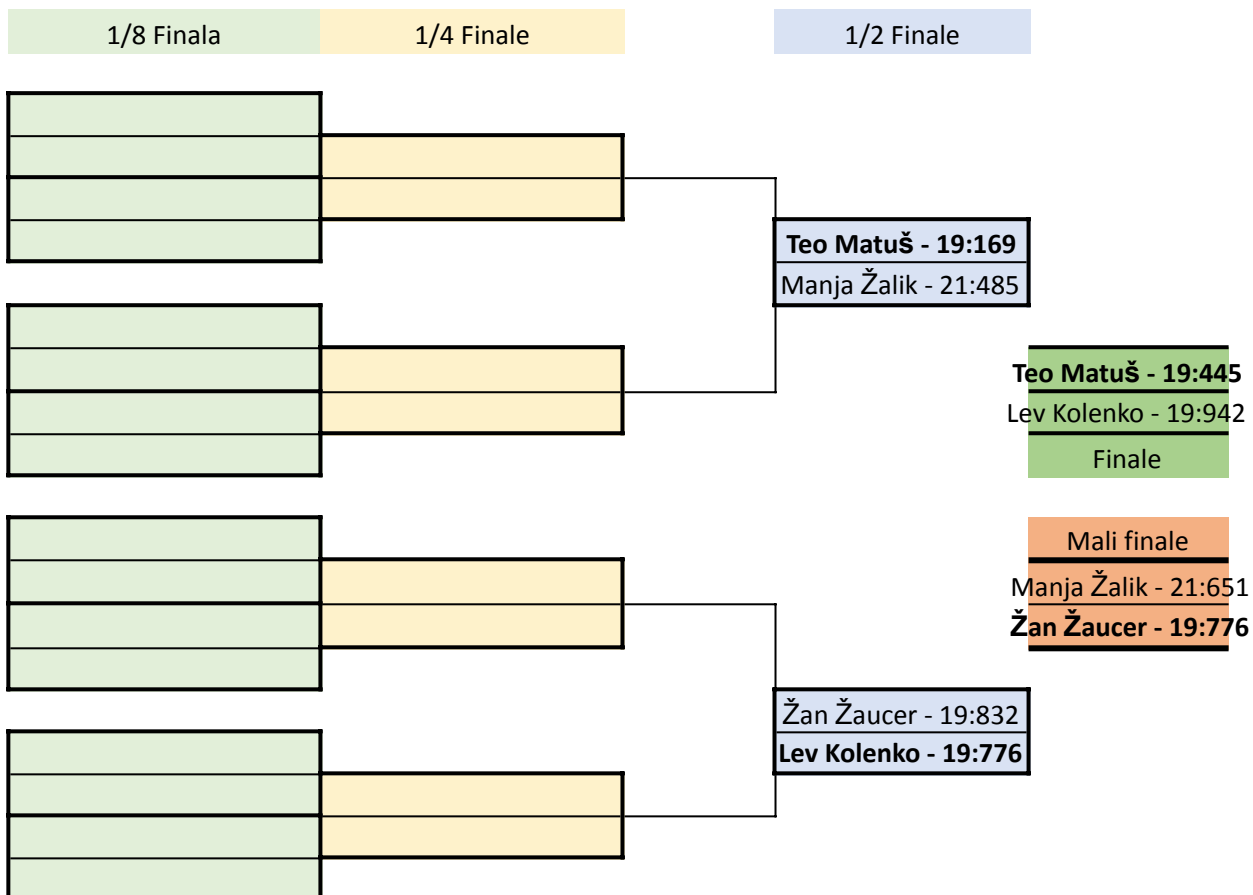 1/8 Finala
1/4 Finale
1/2 Finale
Teo Matuš - 19:169
Manja Žalik - 21:485
Teo Matuš - 19:445
Lev Kolenko - 19:942
Finale
Mali finale
Manja Žalik - 21:651
Žan Žaucer - 19:776
Žan Žaucer - 19:832
Lev Kolenko - 19:776